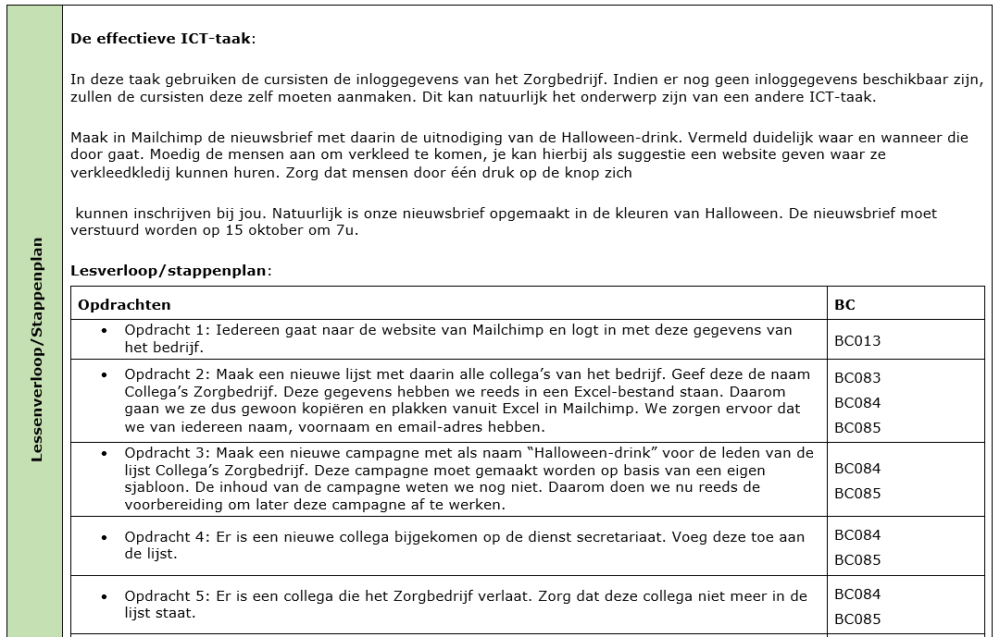 Lessenverloop/Stappenplan
De effectieve ICT-taak:
In deze taak gebruiken de cursisten de inloggegevens van het Zorgbedrijf. Indien er nog geen inloggegevens beschikbaar zijn,
zullen de cursisten deze zelf moeten aanmaken. Dit kan natuurlijk het onderwerp zijn van een andere ICT-taak.
Maak in Mailchimp de nieuwsbrief met daarin de uitnodiging van de Halloween-drink. Vermeld duidelijk waar en wanneer die
door gaat. Moedig de mensen aan om verkleed te komen, je kan hierbij als suggestie een website geven waar ze
verkleedkledij kunnen huren. Zorg dat mensen door één druk op de knop zich
kunnen inschrijven bij jou. Natuurlijk is onze nieuwsbrief opgemaakt in de kleuren van Halloween. De nieuwsbrief moet
verstuurd worden op 15 oktober om 7u.
Lesverloop/stappenplan:
Opdrachten BC
• Opdracht 1: Iedereen gaat naar de website van Mailchimp en logt in met deze gegevens van
het bedrijf.
BC013
• Opdracht 2: Maak een nieuwe lijst met daarin alle collega’s van het bedrijf. Geef deze de naam
Collega’s Zorgbedrijf. Deze gegevens hebben we reeds in een Excel-bestand staan. Daarom
gaan we ze dus gewoon kopiëren en plakken vanuit Excel in Mailchimp. We zorgen ervoor dat
we van iedereen naam, voornaam en email-adres hebben.
BC083
BC084
BC085
• Opdracht 3: Maak een nieuwe campagne met als naam “Halloween-drink” voor de leden van de
lijst Collega’s Zorgbedrijf. Deze campagne moet gemaakt worden op basis van een eigen
sjabloon. De inhoud van de campagne weten we nog niet. Daarom doen we nu reeds de
voorbereiding om later deze campagne af te werken.
BC084
BC085
• Opdracht 4: Er is een nieuwe collega bijgekomen op de dienst secretariaat. Voeg deze toe aan
de lijst.
BC084
BC085
• Opdracht 5: Er is een collega die het Zorgbedrijf verlaat. Zorg dat deze collega niet meer in de
lijst staat.
BC084
BC085